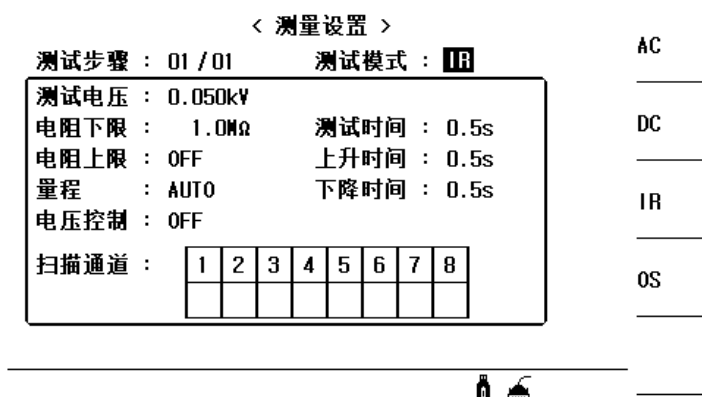 < 测量设置 >
测试步骤 : 01 / 01 测试模式 : IR
测试电压 : 0.050kV
电阻下限 : 1.0MΩ 测试时间 : 0.5s
电阻上限 : OFF 上升时间 : 0.5s
量程 : AUTO 下降时间 : 0.5s
电压控制 : OFF
扫描通道 : 1 2 3 4 5 6 7 8
AC
DC
IR
OS